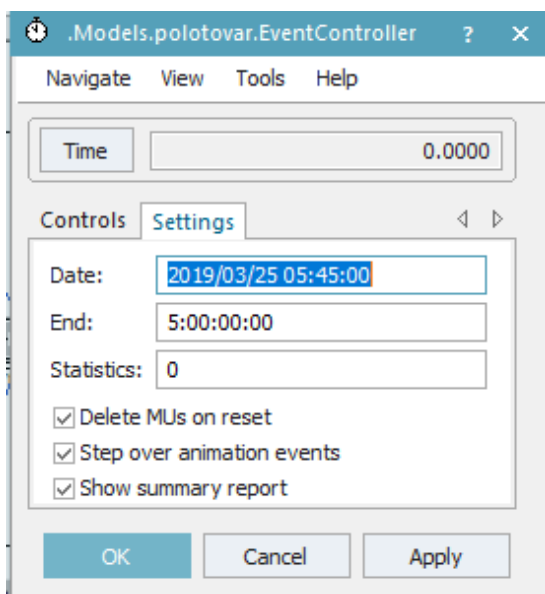 .Models.polotovar.EventController ? ×
Navigate View Tools Help
Time 0.0000
Controls Settings
Date: 2019/03/25 05:45:00
End: 5:00:00:00
Statistics: 0
Delete MUs on reset
Step over animation events
Show summary report
OK Cancel Apply